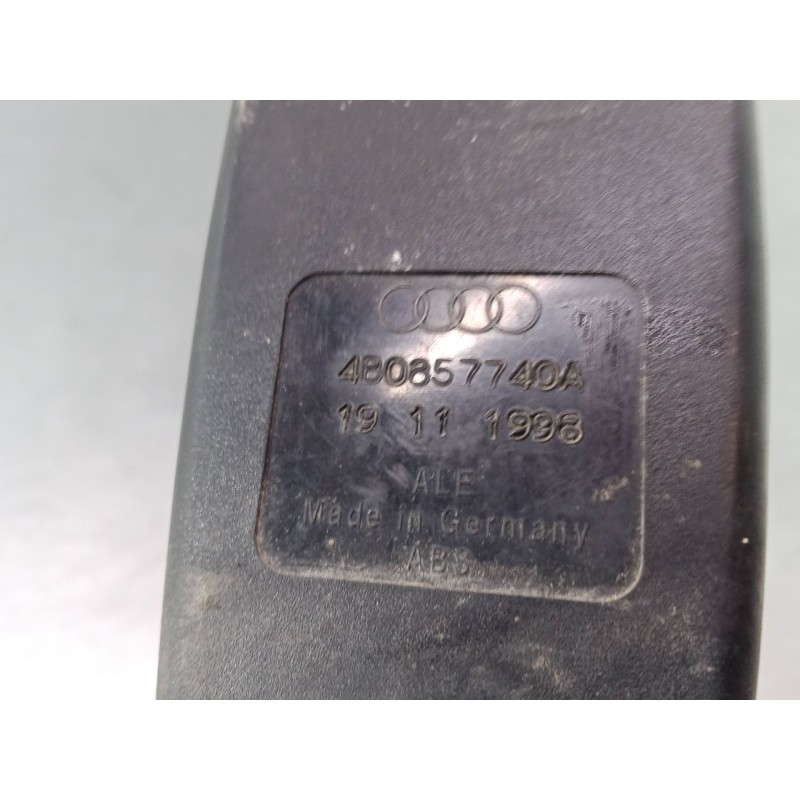 4B0857740A
19 11 1998
ALE
Made in Germany
ABS